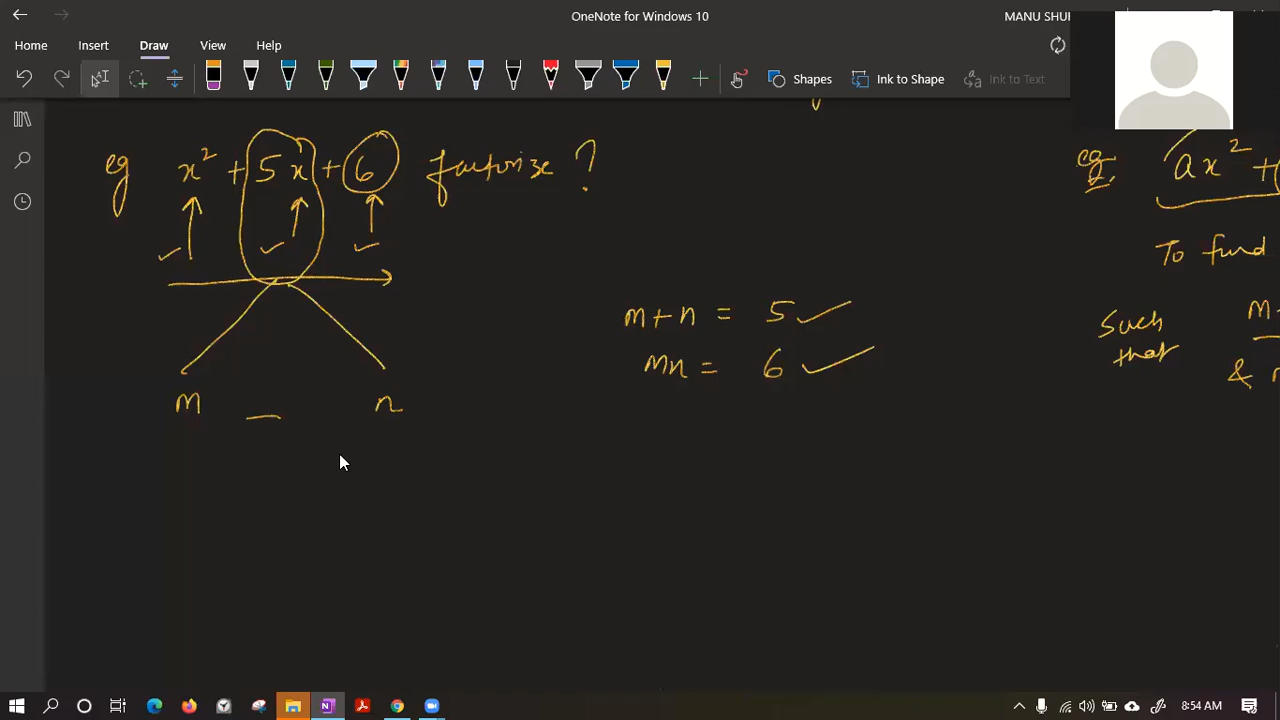 OneNote for Windows 10
MANU SHU
Home Insert Draw View Help
Shapes Ink to Shape Ink to Text
eg x² + 5x + 6 factorize ?
m+n = 5 ✓
mn = 6 ✓
m _ n
eg. ax² + (
To find
Such that
m
&
8:54 AM